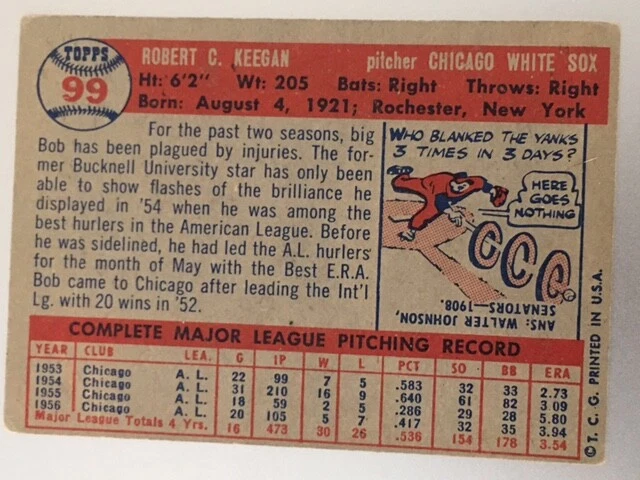 TOPPS
99
ROBERT C. KEEGAN pitcher CHICAGO WHITE SOX
Ht: 6'2" Wt: 205 Bats: Right Throws: Right
Born: August 4, 1921; Rochester, New York
For the past two seasons, big
Bob has been plagued by injuries. The for-
mer Bucknell University star has only been
able to show flashes of the brilliance he
displayed in '54 when he was among the
best hurlers in the American League. Before
he was sidelined, he had led the A.L. hurlers
for the month of May with the Best E.R.A.
Bob came to Chicago after leading the Int'l
Lg. with 20 wins in '52.
WHO BLANKED THE YANKS
3 TIMES IN 3 DAYS?
HERE
GOES
NOTHING
ANS: WALTER JOHNSON,
SENATORS—1908.
COMPLETE MAJOR LEAGUE PITCHING RECORD
YEAR CLUB LEA. G IP W L PCT SO BB ERA
1953 Chicago A. L. 22 99 7 5 .583 32 33 2.73
1954 Chicago A. L. 31 210 16 9 .640 61 82 3.09
1955 Chicago A. L. 18 59 2 5 .286 29 28 5.80
1956 Chicago A. L. 20 105 5 7 .417 32 35 3.94
Major League Totals 4 Yrs. 16 473 30 26 .536 154 178 3.54
© T. C. G. PRINTED IN U.S.A.